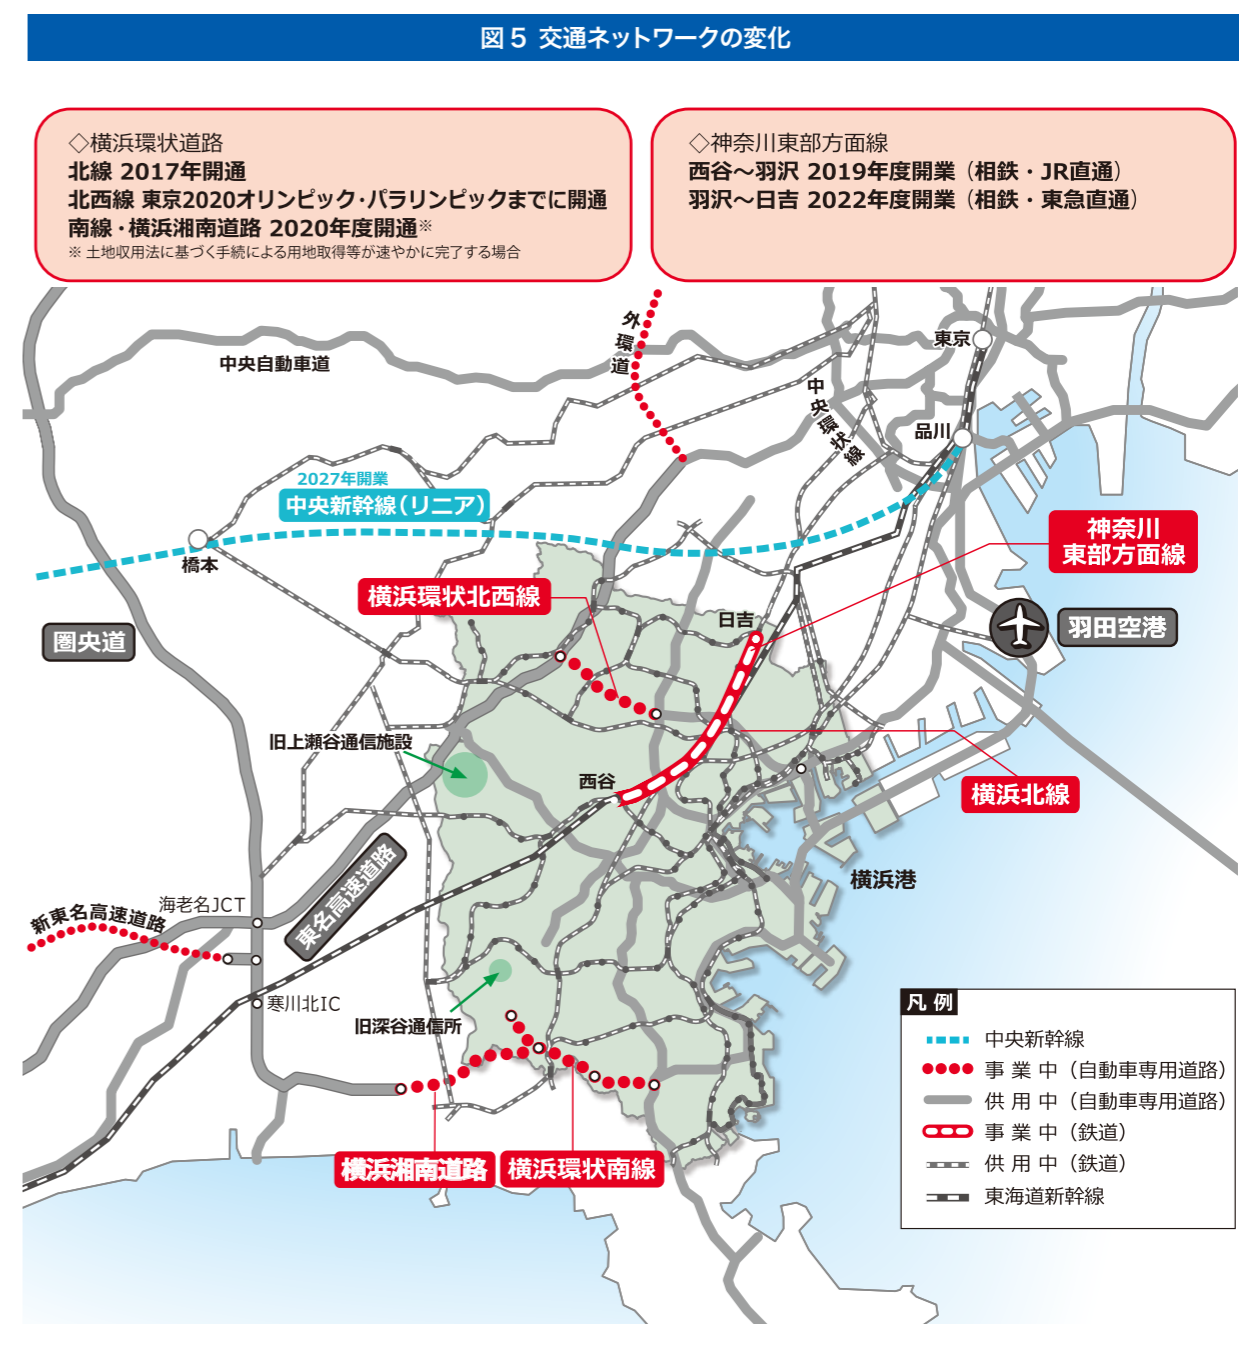 図5 交通ネットワークの変化
◇横浜環状道路
北線 2017年開通
北西線 東京2020オリンピック・パラリンピックまでに開通
南線・横浜湘南道路 2020年度開通※
※ 土地収用法に基づく手続による用地取得等が速やかに完了する場合
◇神奈川東部方面線
西谷～羽沢 2019年度開業（相鉄・JR直通）
羽沢～日吉 2022年度開業（相鉄・東急直通）
外環道
東京
中央自動車道
中央環状線
品川
2027年開業
中央新幹線（リニア）
神奈川
東部方面線
橋本
横浜環状北西線
日吉
羽田空港
圏央道
旧上瀬谷通信施設
西谷
横浜北線
東名高速道路
横浜港
海老名JCT
新東名高速道路
寒川北IC
旧深谷通信所
横浜湘南道路
横浜環状南線
凡 例
中央新幹線
事 業 中（自動車専用道路）
供 用 中（自動車専用道路）
事 業 中（鉄道）
供 用 中（鉄道）
東海道新幹線